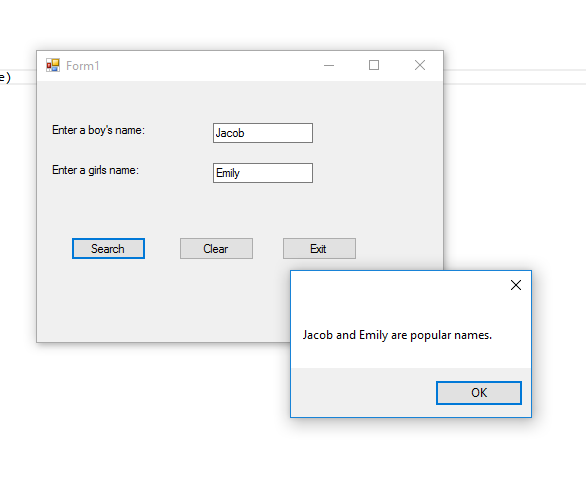 Form1
e)
Enter a boy's name:
Jacob
Enter a girls name:
Emily
Search
Clear
Exit
Jacob and Emily are popular names.
OK